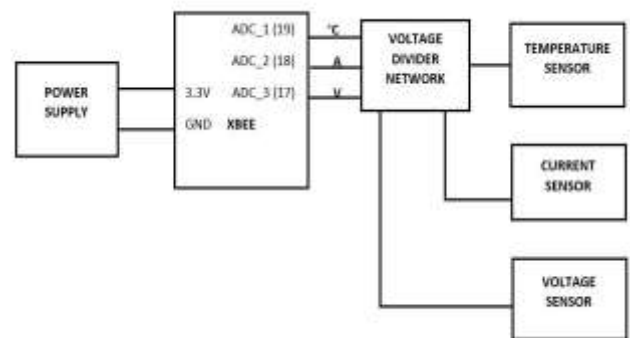 POWER
SUPPLY
ADC_1 (19)
ADC_2 (18)
3.3V ADC_3 (17)
GND XBEE
°C
A
V
VOLTAGE
DIVIDER
NETWORK
TEMPERATURE
SENSOR
CURRENT
SENSOR
VOLTAGE
SENSOR